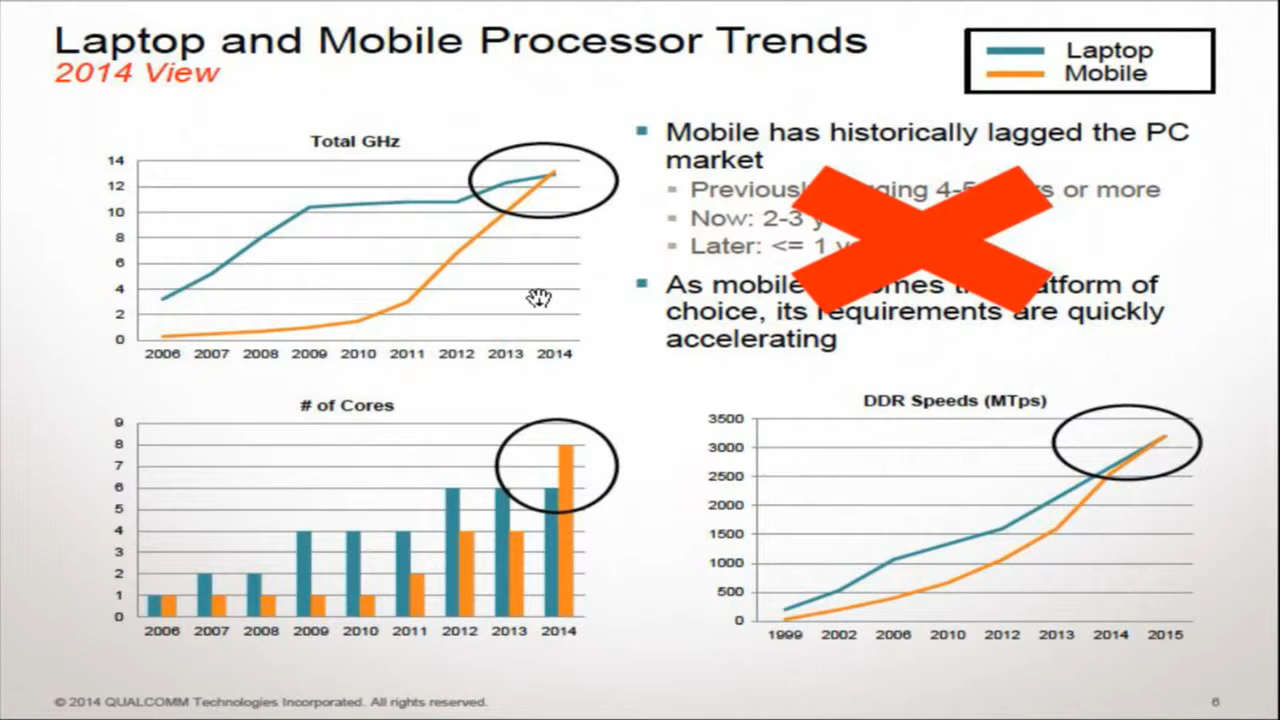 Laptop and Mobile Processor Trends
2014 View
Laptop
Mobile
Total GHz
14
12
10
8
6
4
2
0
2006 2007 2008 2009 2010 2011 2012 2013 2014
Mobile has historically lagged the PC
market
4-5 or more
Now: 2-3
Later: <= 1
As mobile of
choice, its requirements are quickly
accelerating
# of Cores
9
8
7
6
5
4
3
2
1
0
2006 2007 2008 2009 2010 2011 2012 2013 2014
DDR Speeds (MTps)
3500
3000
2500
2000
1500
1000
500
0
1999 2002 2006 2010 2012 2013 2014 2015
© 2014 QUALCOMM Technologies Incorporated. All rights reserved.
6